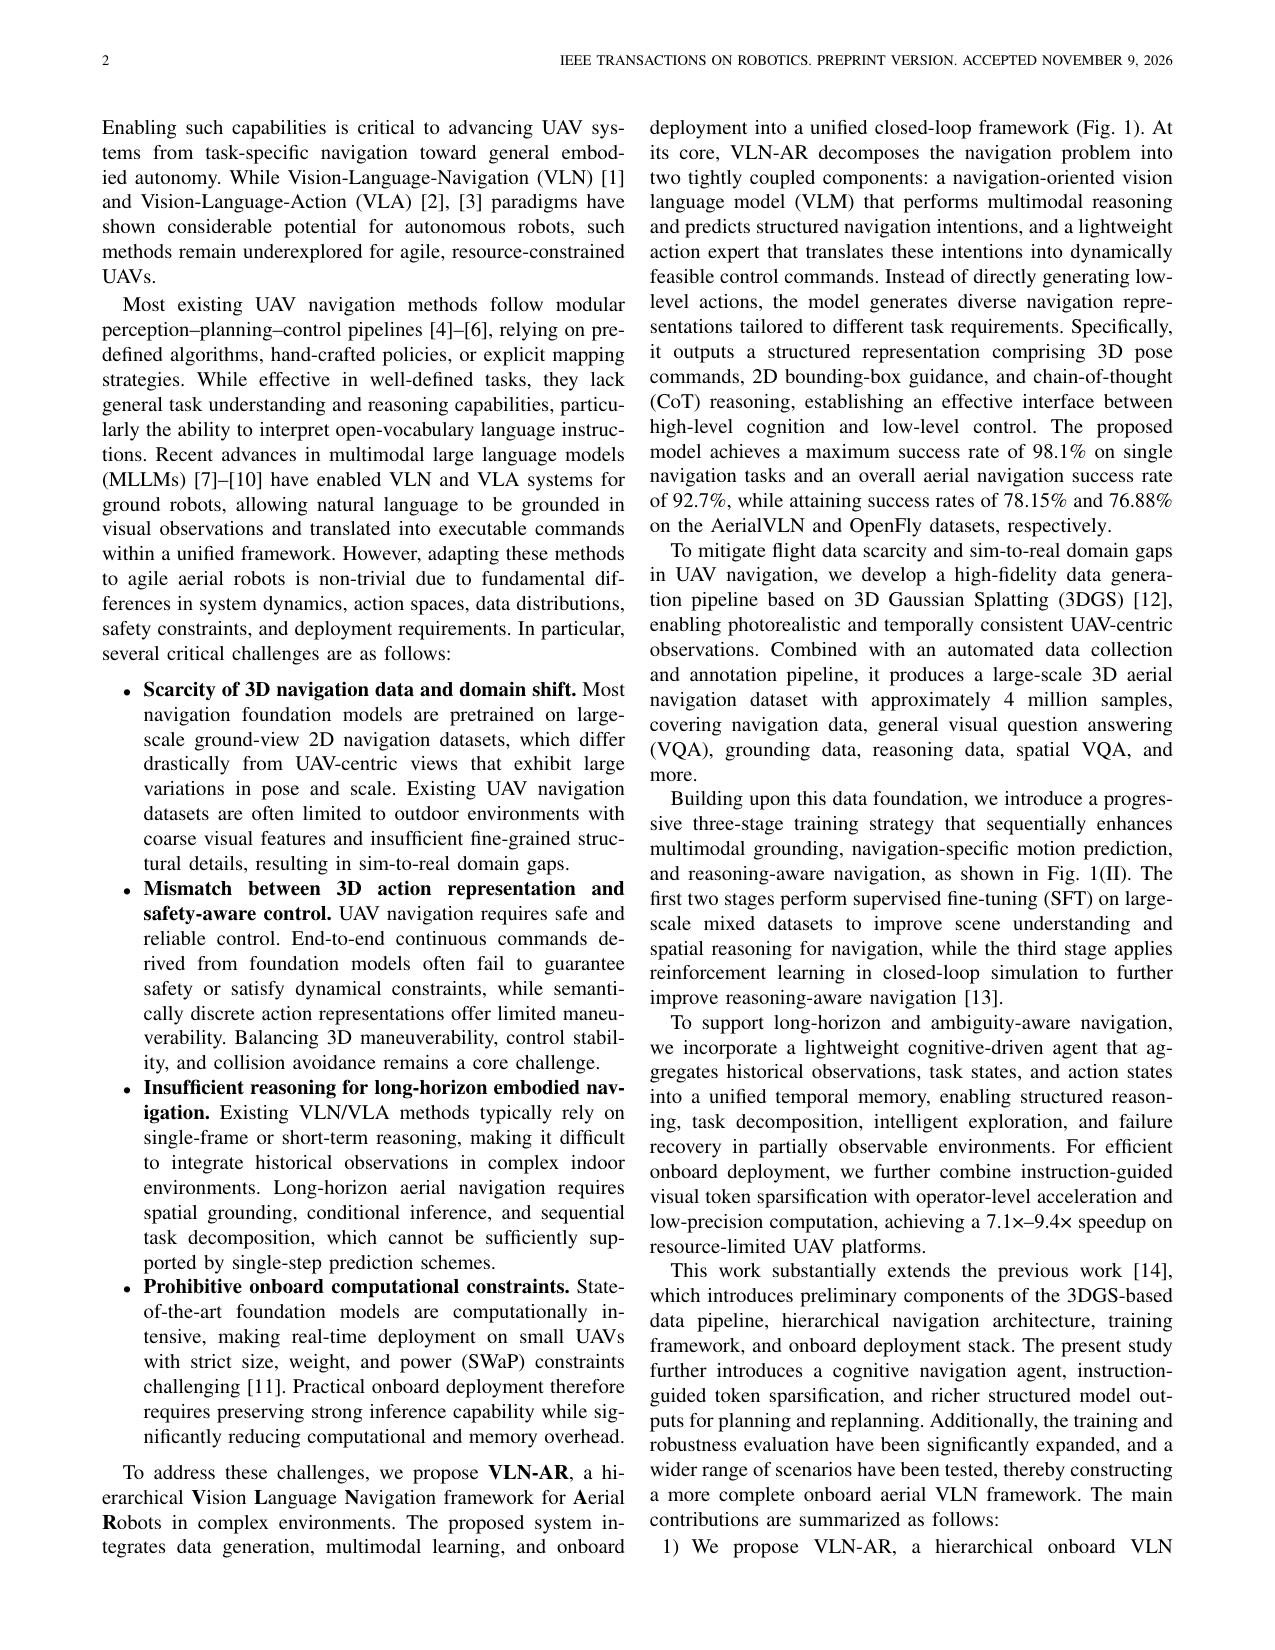 2
IEEE TRANSACTIONS ON ROBOTICS. PREPRINT VERSION. ACCEPTED NOVEMBER 9, 2026
Enabling such capabilities is critical to advancing UAV sys-
tems from task-specific navigation toward general embod-
ied autonomy. While Vision-Language-Navigation (VLN) [1]
and Vision-Language-Action (VLA) [2], [3] paradigms have
shown considerable potential for autonomous robots, such
methods remain underexplored for agile, resource-constrained
UAVs.
Most existing UAV navigation methods follow modular
perception–planning–control pipelines [4]–[6], relying on pre-
defined algorithms, hand-crafted policies, or explicit mapping
strategies. While effective in well-defined tasks, they lack
general task understanding and reasoning capabilities, particu-
larly the ability to interpret open-vocabulary language instruc-
tions. Recent advances in multimodal large language models
(MLLMs) [7]–[10] have enabled VLN and VLA systems for
ground robots, allowing natural language to be grounded in
visual observations and translated into executable commands
within a unified framework. However, adapting these methods
to agile aerial robots is non-trivial due to fundamental dif-
ferences in system dynamics, action spaces, data distributions,
safety constraints, and deployment requirements. In particular,
several critical challenges are as follows:
• Scarcity of 3D navigation data and domain shift. Most
navigation foundation models are pretrained on large-
scale ground-view 2D navigation datasets, which differ
drastically from UAV-centric views that exhibit large
variations in pose and scale. Existing UAV navigation
datasets are often limited to outdoor environments with
coarse visual features and insufficient fine-grained struc-
tural details, resulting in sim-to-real domain gaps.
• Mismatch between 3D action representation and
safety-aware control. UAV navigation requires safe and
reliable control. End-to-end continuous commands de-
rived from foundation models often fail to guarantee
safety or satisfy dynamical constraints, while semanti-
cally discrete action representations offer limited maneu-
verability. Balancing 3D maneuverability, control stabil-
ity, and collision avoidance remains a core challenge.
• Insufficient reasoning for long-horizon embodied nav-
igation. Existing VLN/VLA methods typically rely on
single-frame or short-term reasoning, making it difficult
to integrate historical observations in complex indoor
environments. Long-horizon aerial navigation requires
spatial grounding, conditional inference, and sequential
task decomposition, which cannot be sufficiently sup-
ported by single-step prediction schemes.
• Prohibitive onboard computational constraints. State-
of-the-art foundation models are computationally in-
tensive, making real-time deployment on small UAVs
with strict size, weight, and power (SWaP) constraints
challenging [11]. Practical onboard deployment therefore
requires preserving strong inference capability while sig-
nificantly reducing computational and memory overhead.
To address these challenges, we propose VLN-AR, a hi-
erarchical Vision Language Navigation framework for Aerial
Robots in complex environments. The proposed system in-
tegrates data generation, multimodal learning, and onboard
deployment into a unified closed-loop framework (Fig. 1). At
its core, VLN-AR decomposes the navigation problem into
two tightly coupled components: a navigation-oriented vision
language model (VLM) that performs multimodal reasoning
and predicts structured navigation intentions, and a lightweight
action expert that translates these intentions into dynamically
feasible control commands. Instead of directly generating low-
level actions, the model generates diverse navigation repre-
sentations tailored to different task requirements. Specifically,
it outputs a structured representation comprising 3D pose
commands, 2D bounding-box guidance, and chain-of-thought
(CoT) reasoning, establishing an effective interface between
high-level cognition and low-level control. The proposed
model achieves a maximum success rate of 98.1% on single
navigation tasks and an overall aerial navigation success rate
of 92.7%, while attaining success rates of 78.15% and 76.88%
on the AerialVLN and OpenFly datasets, respectively.
To mitigate flight data scarcity and sim-to-real domain gaps
in UAV navigation, we develop a high-fidelity data genera-
tion pipeline based on 3D Gaussian Splatting (3DGS) [12],
enabling photorealistic and temporally consistent UAV-centric
observations. Combined with an automated data collection
and annotation pipeline, it produces a large-scale 3D aerial
navigation dataset with approximately 4 million samples,
covering navigation data, general visual question answering
(VQA), grounding data, reasoning data, spatial VQA, and
more.
Building upon this data foundation, we introduce a progres-
sive three-stage training strategy that sequentially enhances
multimodal grounding, navigation-specific motion prediction,
and reasoning-aware navigation, as shown in Fig. 1(II). The
first two stages perform supervised fine-tuning (SFT) on large-
scale mixed datasets to improve scene understanding and
spatial reasoning for navigation, while the third stage applies
reinforcement learning in closed-loop simulation to further
improve reasoning-aware navigation [13].
To support long-horizon and ambiguity-aware navigation,
we incorporate a lightweight cognitive-driven agent that ag-
gregates historical observations, task states, and action states
into a unified temporal memory, enabling structured reason-
ing, task decomposition, intelligent exploration, and failure
recovery in partially observable environments. For efficient
onboard deployment, we further combine instruction-guided
visual token sparsification with operator-level acceleration and
low-precision computation, achieving a 7.1×–9.4× speedup on
resource-limited UAV platforms.
This work substantially extends the previous work [14],
which introduces preliminary components of the 3DGS-based
data pipeline, hierarchical navigation architecture, training
framework, and onboard deployment stack. The present study
further introduces a cognitive navigation agent, instruction-
guided token sparsification, and richer structured model out-
puts for planning and replanning. Additionally, the training and
robustness evaluation have been significantly expanded, and a
wider range of scenarios have been tested, thereby constructing
a more complete onboard aerial VLN framework. The main
contributions are summarized as follows:
1) We propose VLN-AR, a hierarchical onboard VLN